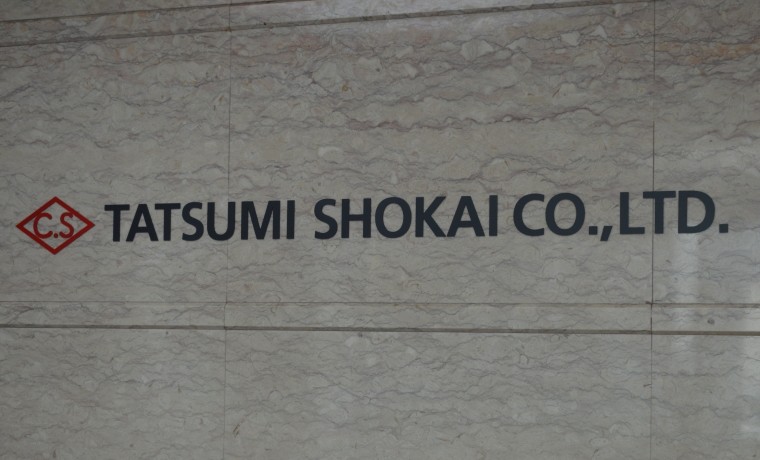 C.S TATSUMI SHOKAI CO.,LTD.